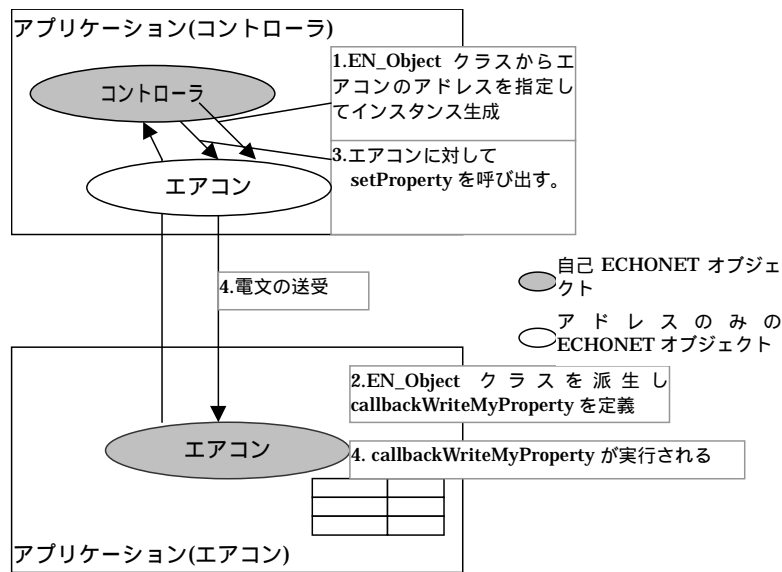 アプリケーション(コントローラ)
1.EN_Object クラスからエ
アコンのアドレスを指定し
てインスタンス生成
コントローラ
3.エアコンに対して
setProperty を呼び出す。
エアコン
4.電文の送受
自己 ECHONET オブジェ
クト
アドレスのみの
ECHONET オブジェクト
2.EN_Object クラスを派生し
callbackWriteMyProperty を定義
エアコン
4. callbackWriteMyProperty が実行される
アプリケーション(エアコン)